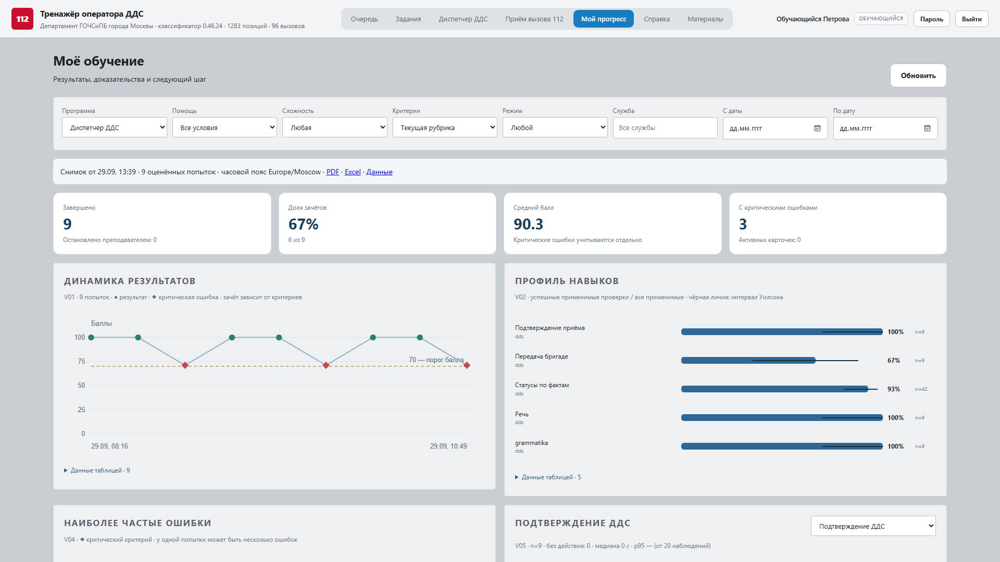 112
Тренажёр оператора ДДС
Департамент ГОЧСиПБ города Москвы · классификатор 0.46.24 · 1283 позиций · 96 вызовов
Очередь
Задания
Диспетчер ДДС
Приём вызова 112
Мой прогресс
Справка
Материалы
Обучающийся Петрова
ОБУЧАЮЩИЙСЯ
Пароль
Выйти
Моё обучение
Результаты, доказательства и следующий шаг
Обновить
Программа
Помощь
Сложность
Критерии
Режим
Служба
С даты
По дату
Диспетчер ДДС
Все условия
Любая
Текущая рубрика
Любой
Все службы
дд.мм.гггг
дд.мм.гггг
Снимок от 29.09, 13:39 · 9 оценённых попыток · часовой пояс Europe/Moscow · PDF · Excel · Данные
Завершено
9
Остановлено преподавателем: 0
Доля зачётов
67%
6 из 9
Средний балл
90.3
Критические ошибки учитываются отдельно
С критическими ошибками
3
Активных карточек: 0
ДИНАМИКА РЕЗУЛЬТАТОВ
V01 · 9 попыток · ● результат · ◆ критическая ошибка · зачёт зависит от критериев
Баллы
100
75
70 — порог балла
50
25
0
29.09, 08:16
29.09, 10:49
Данные таблицей · 9
ПРОФИЛЬ НАВЫКОВ
V02 · успешные применимые проверки / все применимые · чёрная линия: интервал Уилсона
Подтверждение приёма
dds
100%
n=9
Передача бригаде
dds
67%
n=9
Статусы по фактам
dds
93%
n=42
Речь
dds
100%
n=9
grammatika
dds
100%
n=9
Данные таблицей · 5
НАИБОЛЕЕ ЧАСТЫЕ ОШИБКИ
V04 · ◆ критический критерий · у одной попытки может быть несколько ошибок
ПОДТВЕРЖДЕНИЕ ДДС
Подтверждение ДДС
V05 · n=9 · без действия: 0 · медиана 0 с · p95 — (от 20 наблюдений)